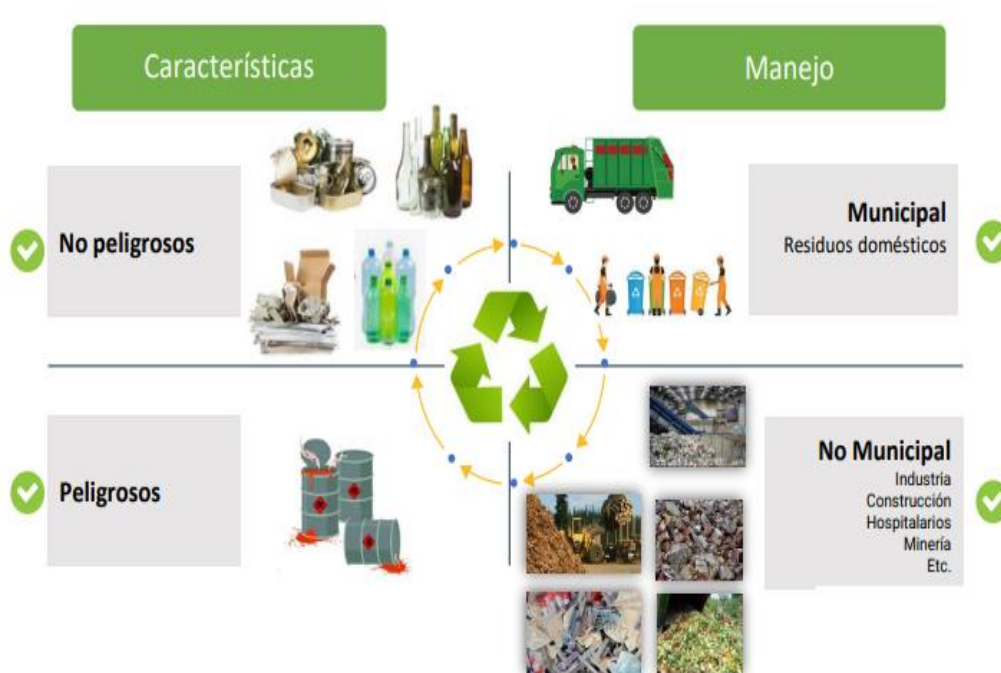 Características
Manejo
No peligrosos
Municipal
Residuos domésticos
Peligrosos
No Municipal
Industria
Construcción
Hospitalarios
Minería
Etc.